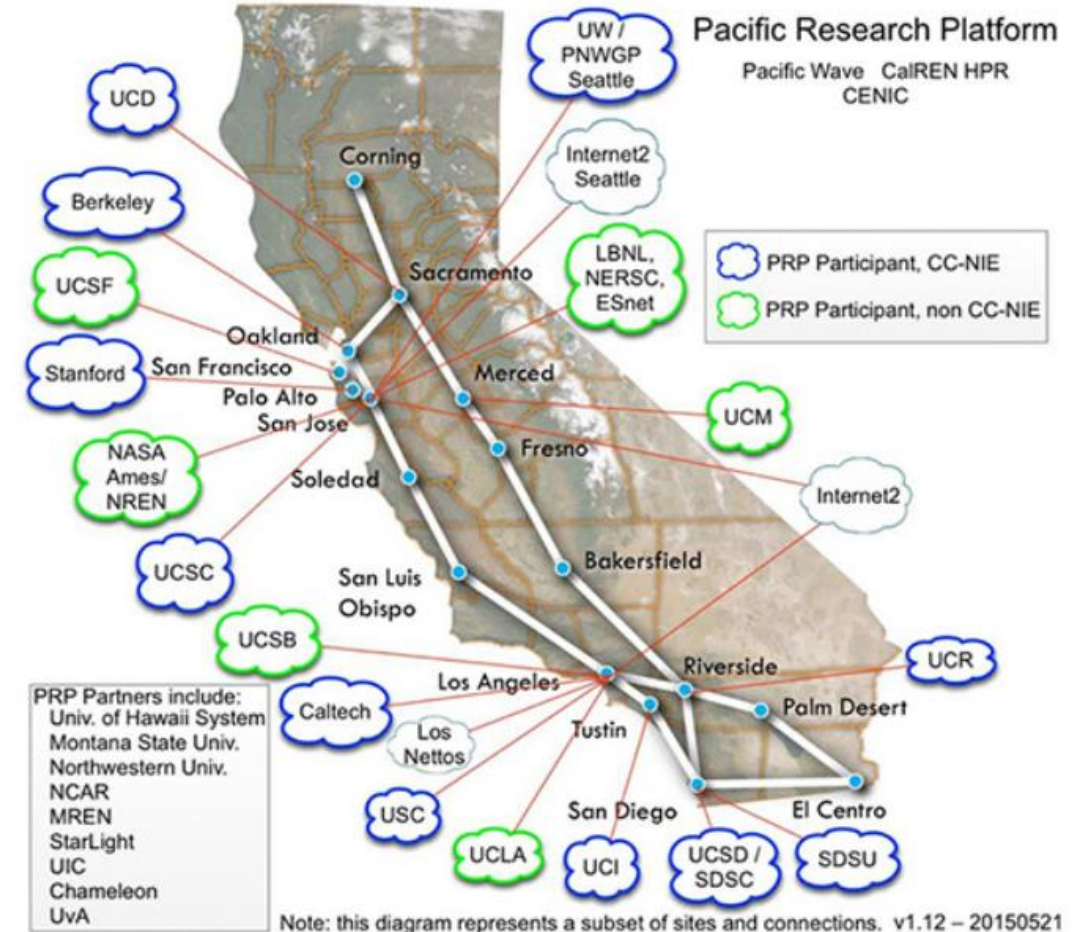 Pacific Research Platform
Pacific Wave CalREN HPR
CENIC
UW /
PNWGP
Seattle
UCD
Internet2
Seattle
Corning
Berkeley
LBNL,
NERSC,
ESnet
PRP Participant, CC-NIE
PRP Participant, non CC-NIE
UCSF
Sacramento
Oakland
Stanford
San Francisco
Merced
Palo Alto
San Jose
UCM
NASA
Ames/
NREN
Fresno
Soledad
Internet2
UCSC
Bakersfield
San Luis
Obispo
UCSB
Riverside
UCR
Los Angeles
Caltech
Palm Desert
Los
Nettos
Tustin
PRP Partners include:
Univ. of Hawaii System
Montana State Univ.
Northwestern Univ.
NCAR
MREN
StarLight
UIC
Chameleon
UvA
San Diego
El Centro
USC
UCLA
UCI
UCSD /
SDSC
SDSU
Note: this diagram represents a subset of sites and connections. v1.12 – 20150521